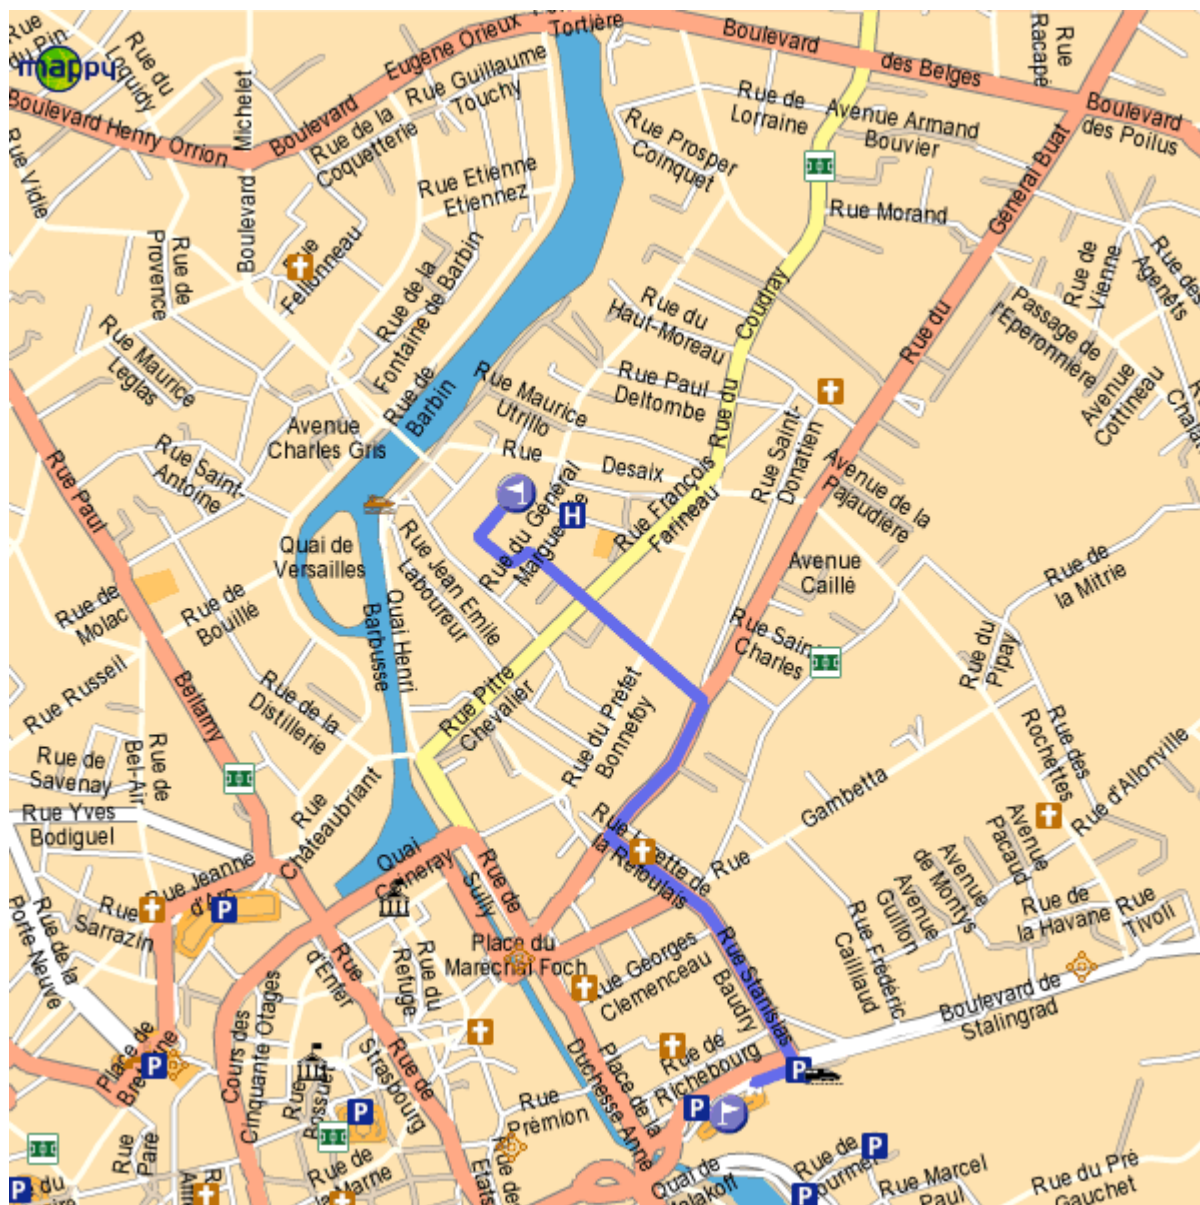 Rue
du Pin
mappy
Rue du
Liquidy
Michelet
Boulevard
Eugène Orieux
Tortière
Boulevard
des Belges
Rue
Racapé
Boulevard
des Poilus
Boulevard Henry Orrion
Boulevard
Rue de la
Coquetterie
Rue Guillaume
Touchy
Rue de
Lorraine
Avenue Armand
Bouvier
Rue Prosper
Coinquet
Rue Vidie
Rue Etienne
Etiennez
Rue Morand
General Buat
Rue du
Rue de
Provence
Rue
Fellonneau
Rue de la
Fontaine de Barbin
Rue de
Vienne
Rue des
Agenêts
Passage de
l'Eperonnière
Avenue
Cottineau
Rue du
Haut-Moreau
Coudray
Rue du
Rue Maurice
Leglas
Rue de
Barbin
Rue Maurice
Utrillo
Rue Paul
Deltombe
Avenue
Charles Gris
Rue
Desaix
Rue Saint-
Donatien
Avenue de la
Pajaudière
Rue Paul
Bellamy
Rue Saint-
Antoine
Rue du General
Margueritte
H
Rue François
Farineau
Quai de
Versailles
Rue Jean Emile
Laboureur
Avenue
Caillé
Rue de
la Mitrie
Rue de
Molac
Rue de
Bouillé
Quai Henri
Barbusse
Rue Saint-
Charles
Rue du
Pipay
Rue Russeil
Rue de la
Distillerie
Rue Pitre
Chevalier
Rue du Préfet
Bonnefoy
Rue des
Rochettes
Rue d'Allonville
Rue de
Savenay
Rue de
Bel-Air
Rue Yves
Bodiguel
Rue
Châteaubriant
Gambetta
Rue
Avenue
Pacaud
Avenue
de Montys
Avenue
Guillon
Rue Jeanne
d'Arc
P
Quai
Ceineray
Sully
Rue de
Rue
Sarrazin
Rue de la
Porte Neuve
Rue de
la Havane
Rue
Tivoli
Rue Frédéric
Cailliaud
Place du
Maréchal Foch
Rue Georges
Clemenceau
Rue Stanislas
Baudry
Boulevard de
Stalingrad
Rue
d'Enfer
Rue du
Refuge
Cours des
Cinquante Otages
Rue de
Strasbourg
Place de
P
Rue
Bossuet
P
Duchesse Anne
Place de la
Rue de
Richebourg
P
P
Rue
Prémion
Rue
Paré
Rue de
la Marne
Quai de
Malakoff
Rue de
P
P
Rue Marcel
Paul
Rue du Pré
Gauchet
P